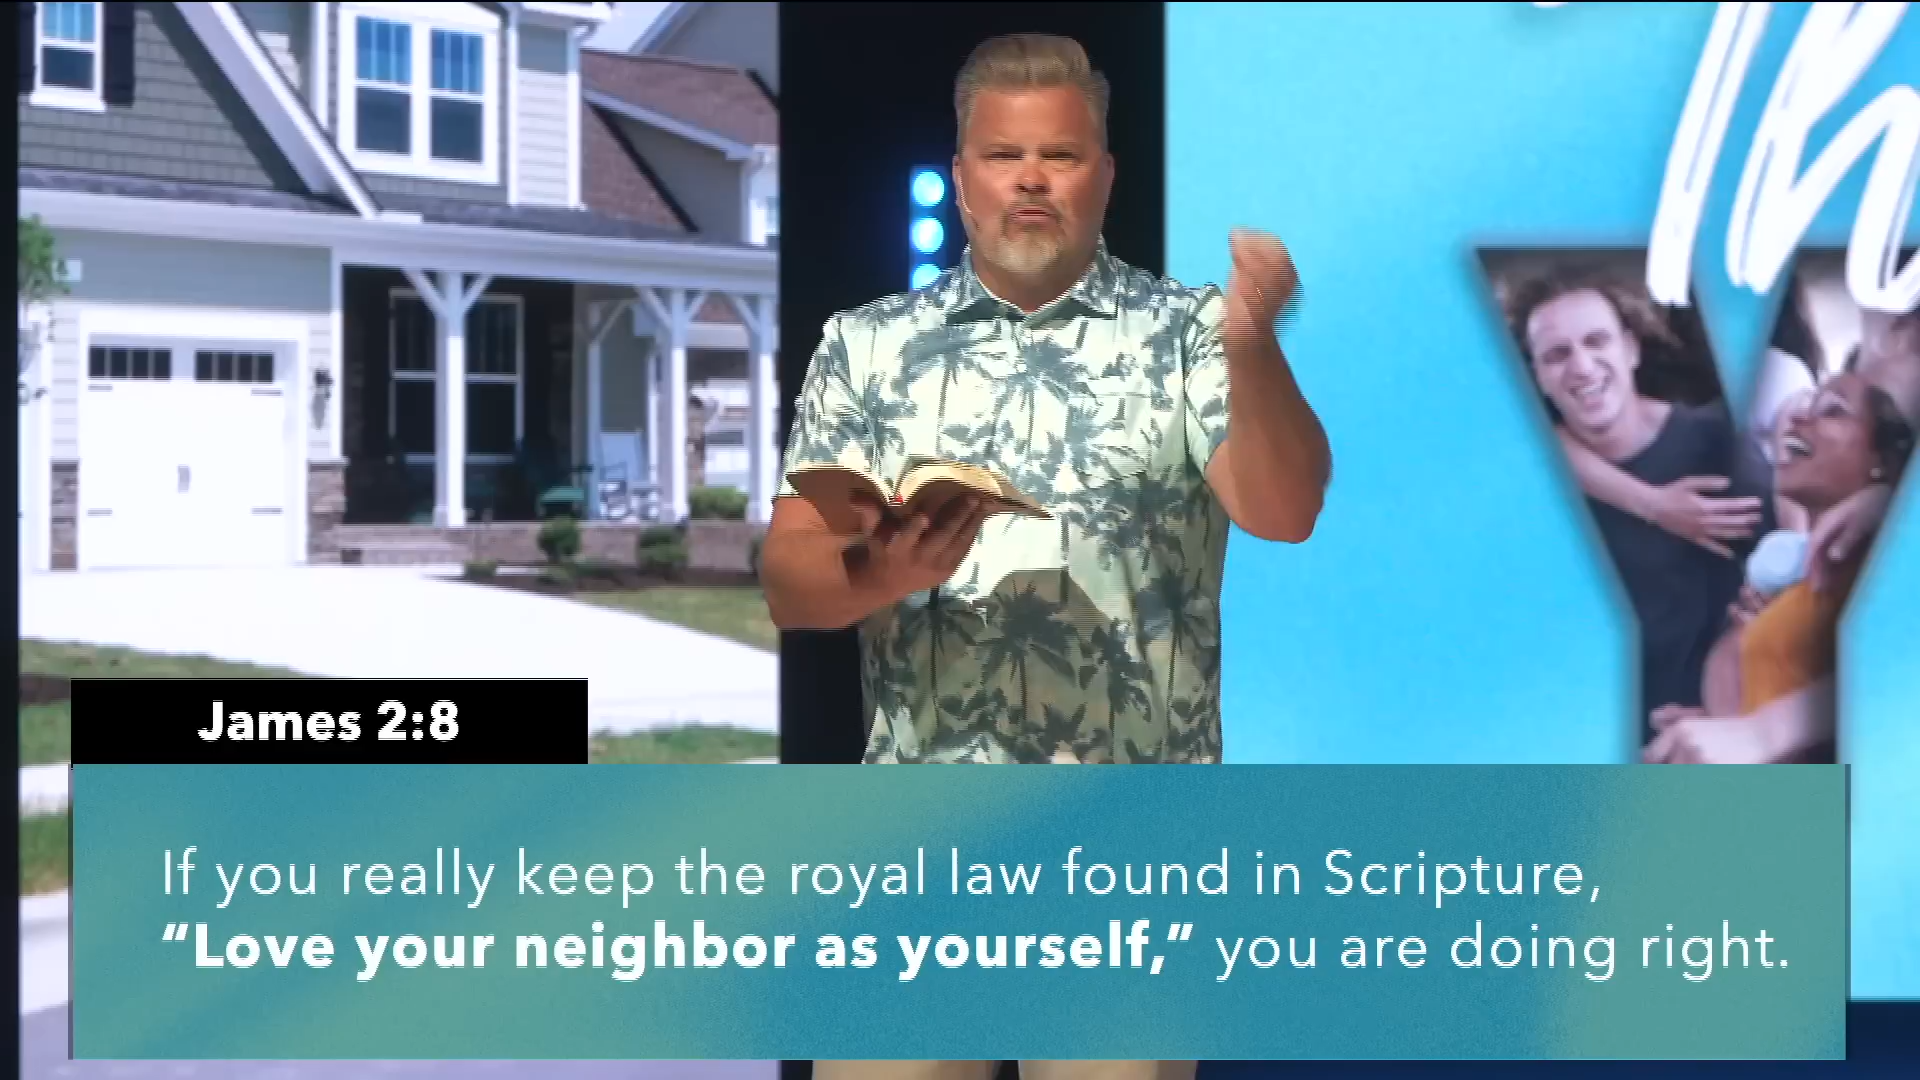 Th
Y
James 2:8
If you really keep the royal law found in Scripture,
“Love your neighbor as yourself,” you are doing right.